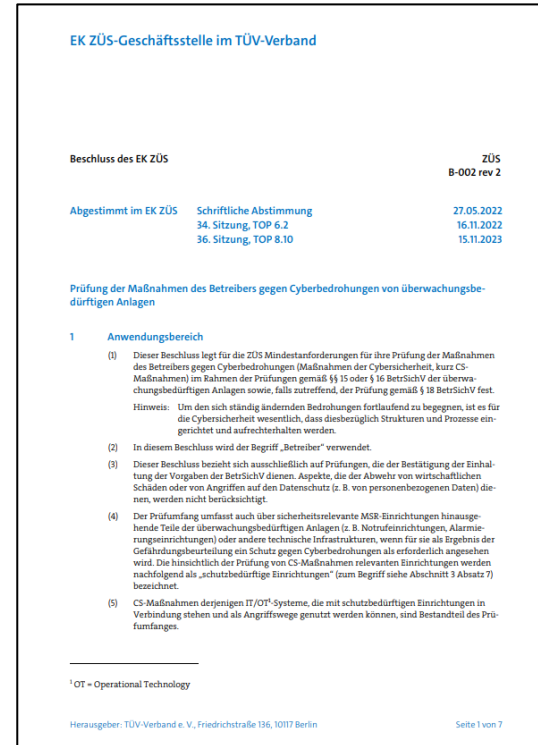 EK ZÜS-Geschäftsstelle im TÜV-Verband
Beschluss des EK ZÜS ZÜS
B-002 rev 2
Abgestimmt im EK ZÜS Schriftliche Abstimmung 27.05.2022
34. Sitzung, TOP 6.2 16.11.2022
36. Sitzung, TOP 8.10 15.11.2023
Prüfung der Maßnahmen des Betreibers gegen Cyberbedrohungen von überwachungsbe-
dürftigen Anlagen
1 Anwendungsbereich
(1) Dieser Beschluss legt für die ZÜS Mindestanforderungen für ihre Prüfung der Maßnahmen
des Betreibers gegen Cyberbedrohungen (Maßnahmen der Cybersicherheit, kurz CS-
Maßnahmen) im Rahmen der Prüfungen gemäß §§ 15 oder § 16 BetrSichV der überwa-
chungsbedürftigen Anlagen sowie, falls zutreffend, der Prüfung gemäß § 18 BetrSichV fest.
Hinweis: Um den sich ständig ändernden Bedrohungen fortlaufend zu begegnen, ist es für
die Cybersicherheit wesentlich, dass diesbezüglich Strukturen und Prozesse ein-
gerichtet und aufrechterhalten werden.
(2) In diesem Beschluss wird der Begriff „Betreiber" verwendet.
(3) Dieser Beschluss bezieht sich ausschließlich auf Prüfungen, die der Bestätigung der Einhal-
tung der Vorgaben der BetrSichV dienen. Aspekte, die der Abwehr von wirtschaftlichen
Schäden oder von Angriffen auf den Datenschutz (z. B. von personenbezogenen Daten) die-
nen, werden nicht berücksichtigt.
(4) Der Prüfumfang umfasst auch über sicherheitsrelevante MSR-Einrichtungen hinausge-
hende Teile der überwachungsbedürftigen Anlagen (z. B. Notrufeinrichtungen, Alarmie-
rungseinrichtungen) oder andere technische Infrastrukturen, wenn für sie als Ergebnis der
Gefährdungsbeurteilung ein Schutz gegen Cyberbedrohungen als erforderlich angesehen
wird. Die hinsichtlich der Prüfung von CS-Maßnahmen relevanten Einrichtungen werden
nachfolgend als „schutzbedürftige Einrichtungen" (zum Begriff siehe Abschnitt 3 Absatz 7)
bezeichnet.
(5) CS-Maßnahmen derjenigen IT/OT¹-Systeme, die mit schutzbedürftigen Einrichtungen in
Verbindung stehen und als Angriffswege genutzt werden können, sind Bestandteil des Prü-
fumfanges.
¹ OT = Operational Technology
Herausgeber: TÜV-Verband e. V., Friedrichstraße 136, 10117 Berlin Seite 1 von 7